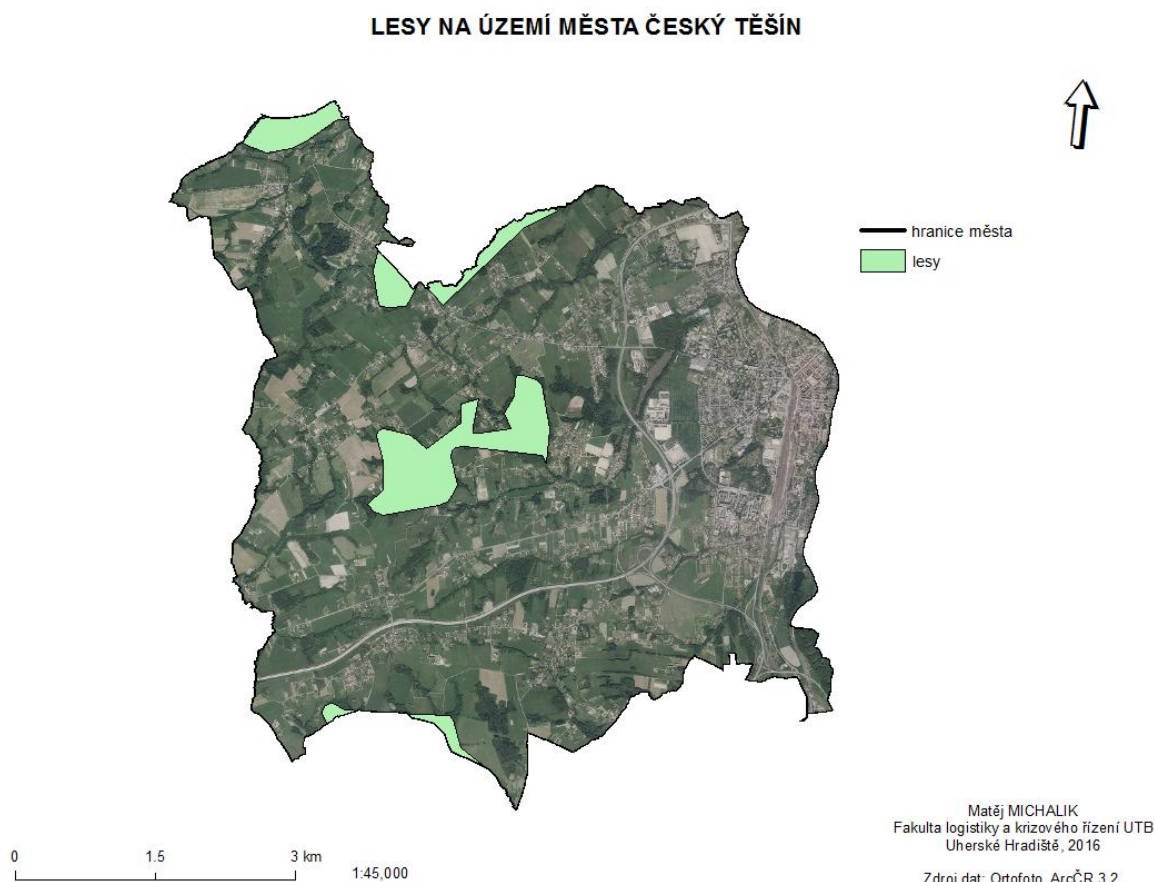 LESY NA ÚZEMÍ MĚSTA ČESKÝ TĚŠÍN
hranice města
lesy
0 1.5 3 km
1:45,000
Matěj MICHALIK
Fakulta logistiky a krizového řízení UTB
Uherské Hradiště, 2016
Zdroj dat: Ortofoto, ArcČR 3.2